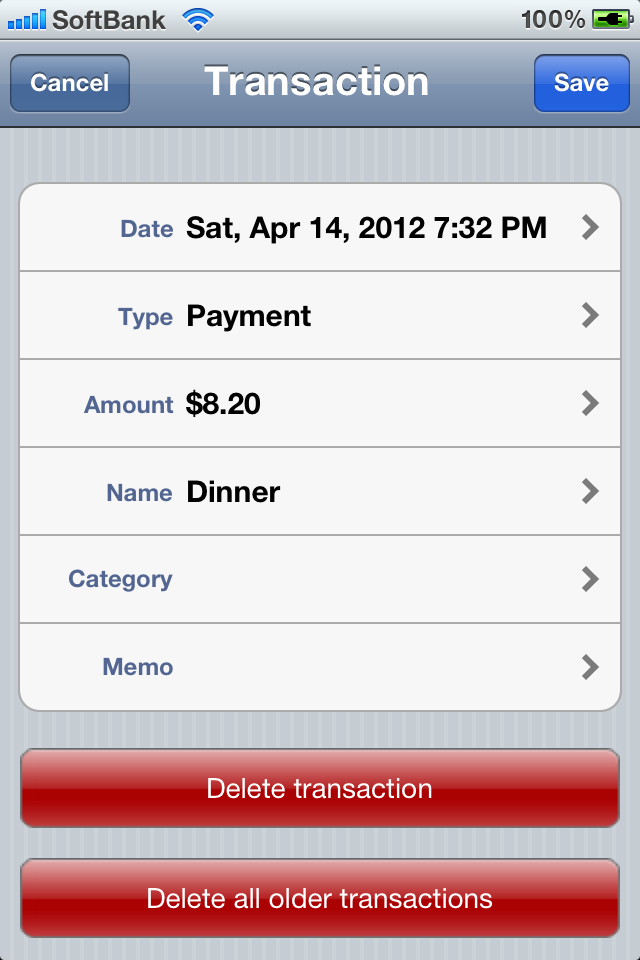 SoftBank 100%
Cancel Transaction Save
Date Sat, Apr 14, 2012 7:32 PM
Type Payment
Amount $8.20
Name Dinner
Category
Memo
Delete transaction
Delete all older transactions